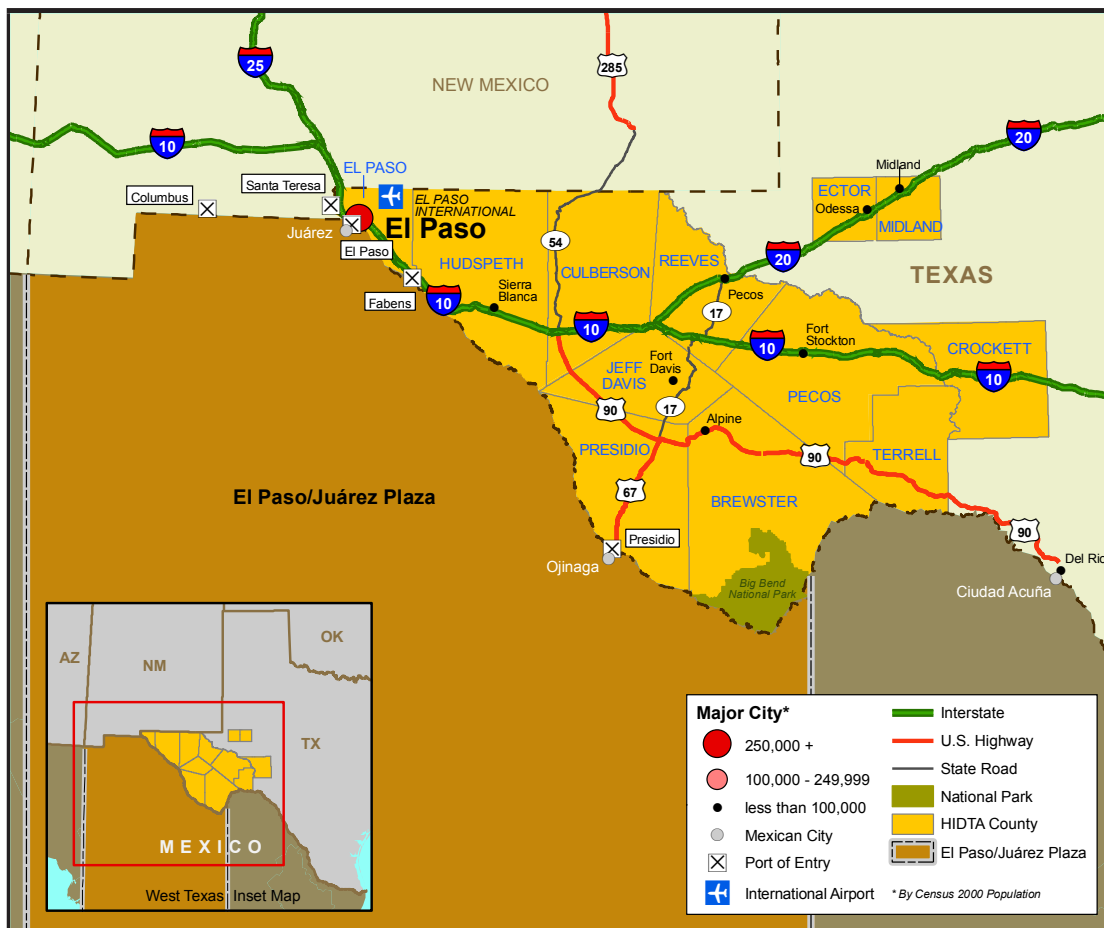 285
25
NEW MEXICO
20
10
Midland
EL PASO
Santa Teresa
ECTOR
Columbus
EL PASO
INTERNATIONAL
Odessa
MIDLAND
Juárez
El Paso
54
El Paso
HUDSPETH
CULBERSON
REEVES
20
TEXAS
Fabens
10
Sierra
Blanca
Pecos
17
10
Fort
Stockton
10
CROCKETT
10
JEFF
DAVIS
Fort
Davis
PECOS
90
17
Alpine
PRESIDIO
90
TERRELL
El Paso/Juárez Plaza
67
BREWSTER
90
Presidio
Ojinaga
Big Bend
National Park
Del Rio
Ciudad Acuña
AZ
NM
OK
TX
MEXICO
West Texas
Inset Map
Major City*
250,000 +
100,000 - 249,999
less than 100,000
Mexican City
Port of Entry
International Airport
Interstate
U.S. Highway
State Road
National Park
HIDTA County
El Paso/Juárez Plaza
* By Census 2000 Population